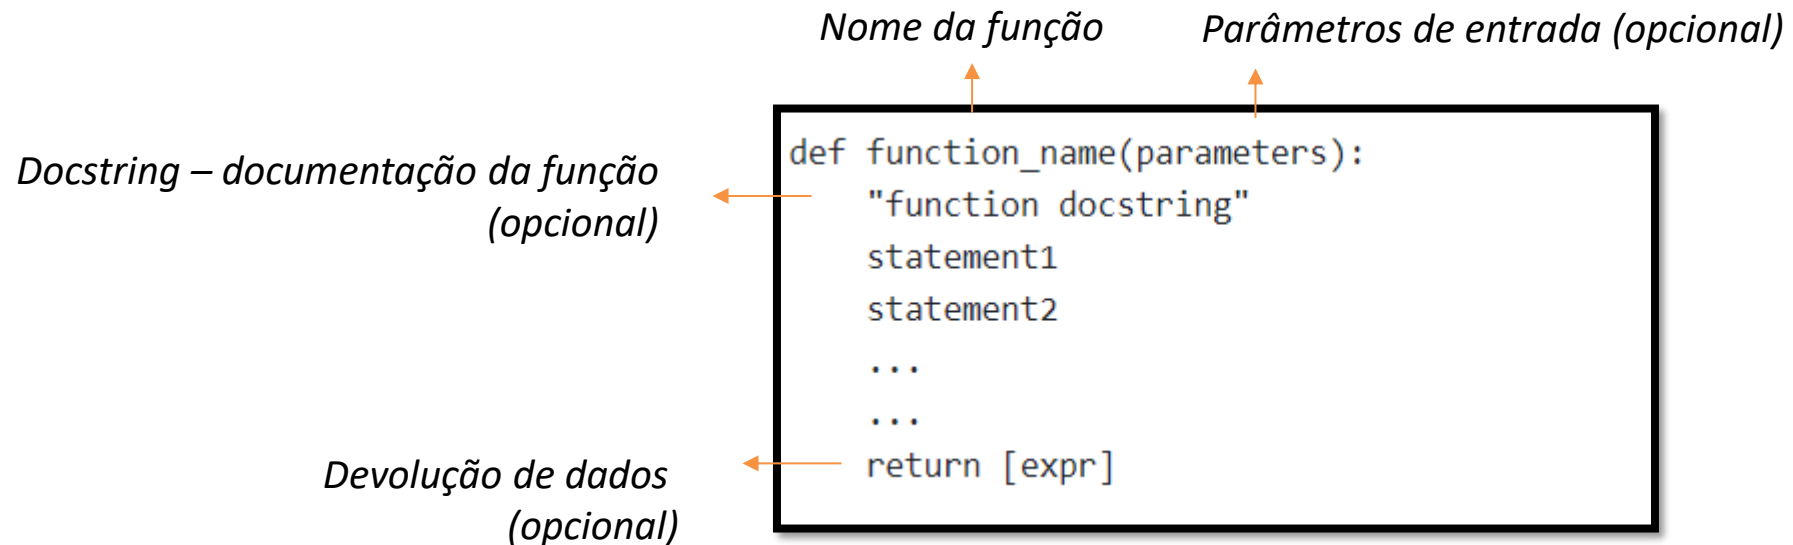 Nome da função
Parâmetros de entrada (opcional)
Docstring – documentação da função
(opcional)
def function_name(parameters):
"function docstring"
statement1
statement2
...
...
return [expr]
Devolução de dados
(opcional)